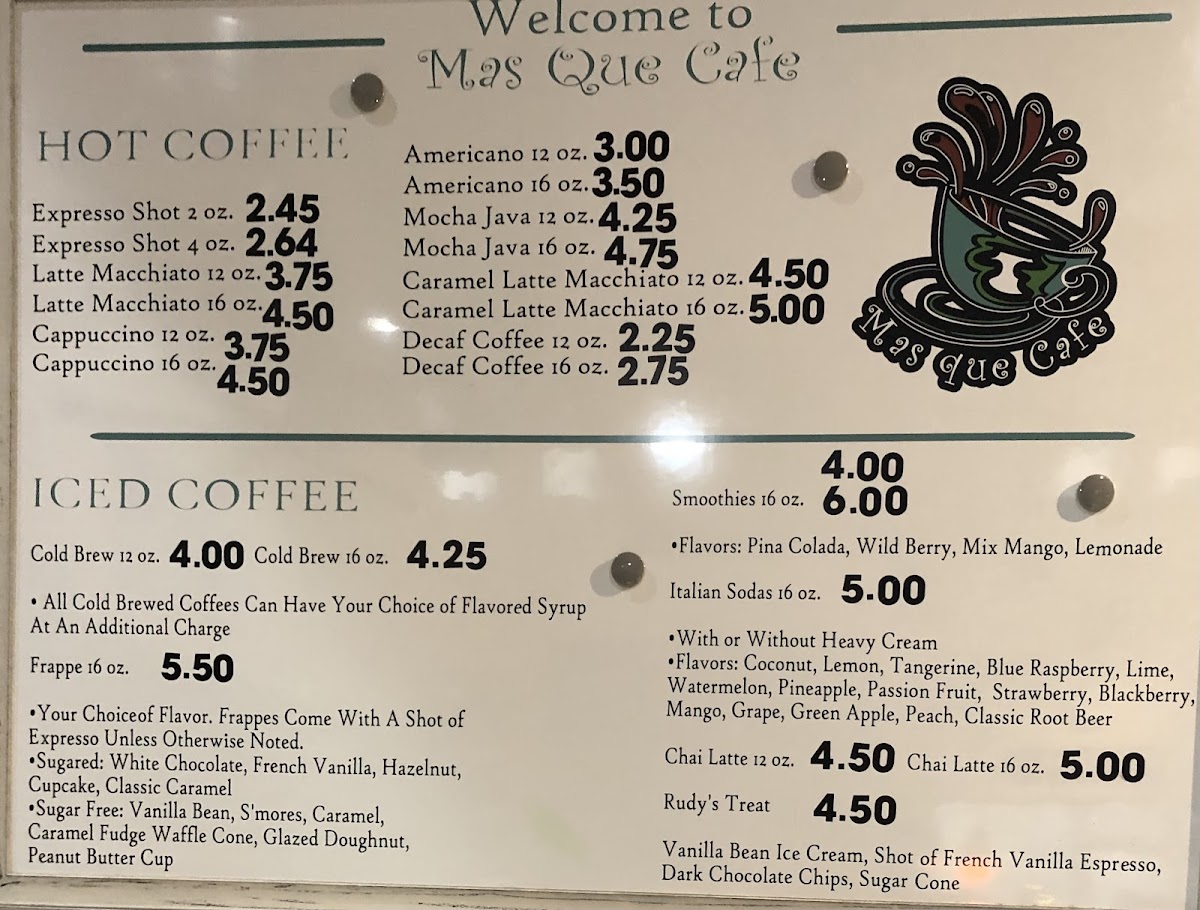 Welcome to
Mas Que Cafe
HOT COFFEE
Expresso Shot 2 oz. 2.45
Expresso Shot 4 oz. 2.64
Latte Macchiato 12 oz. 3.75
Latte Macchiato 16 oz. 4.50
Cappuccino 12 oz. 3.75
Cappuccino 16 oz. 4.50
Americano 12 oz. 3.00
Americano 16 oz. 3.50
Mocha Java 12 oz. 4.25
Mocha Java 16 oz. 4.75
Caramel Latte Macchiato 12 oz. 4.50
Caramel Latte Macchiato 16 oz. 5.00
Decaf Coffee 12 oz. 2.25
Decaf Coffee 16 oz. 2.75
Mas que Cafe
ICED COFFEE
Cold Brew 12 oz. 4.00 Cold Brew 16 oz. 4.25
• All Cold Brewed Coffees Can Have Your Choice of Flavored Syrup
At An Additional Charge
Frappe 16 oz. 5.50
•Your Choiceof Flavor. Frappes Come With A Shot of
Expresso Unless Otherwise Noted.
•Sugared: White Chocolate, French Vanilla, Hazelnut,
Cupcake, Classic Caramel
•Sugar Free: Vanilla Bean, S'mores, Caramel,
Caramel Fudge Waffle Cone, Glazed Doughnut,
Peanut Butter Cup
4.00
Smoothies 16 oz. 6.00
•Flavors: Pina Colada, Wild Berry, Mix Mango, Lemonade
Italian Sodas 16 oz. 5.00
•With or Without Heavy Cream
•Flavors: Coconut, Lemon, Tangerine, Blue Raspberry, Lime,
Watermelon, Pineapple, Passion Fruit, Strawberry, Blackberry,
Mango, Grape, Green Apple, Peach, Classic Root Beer
Chai Latte 12 oz. 4.50 Chai Latte 16 oz. 5.00
Rudy's Treat 4.50
Vanilla Bean Ice Cream, Shot of French Vanilla Espresso,
Dark Chocolate Chips, Sugar Cone